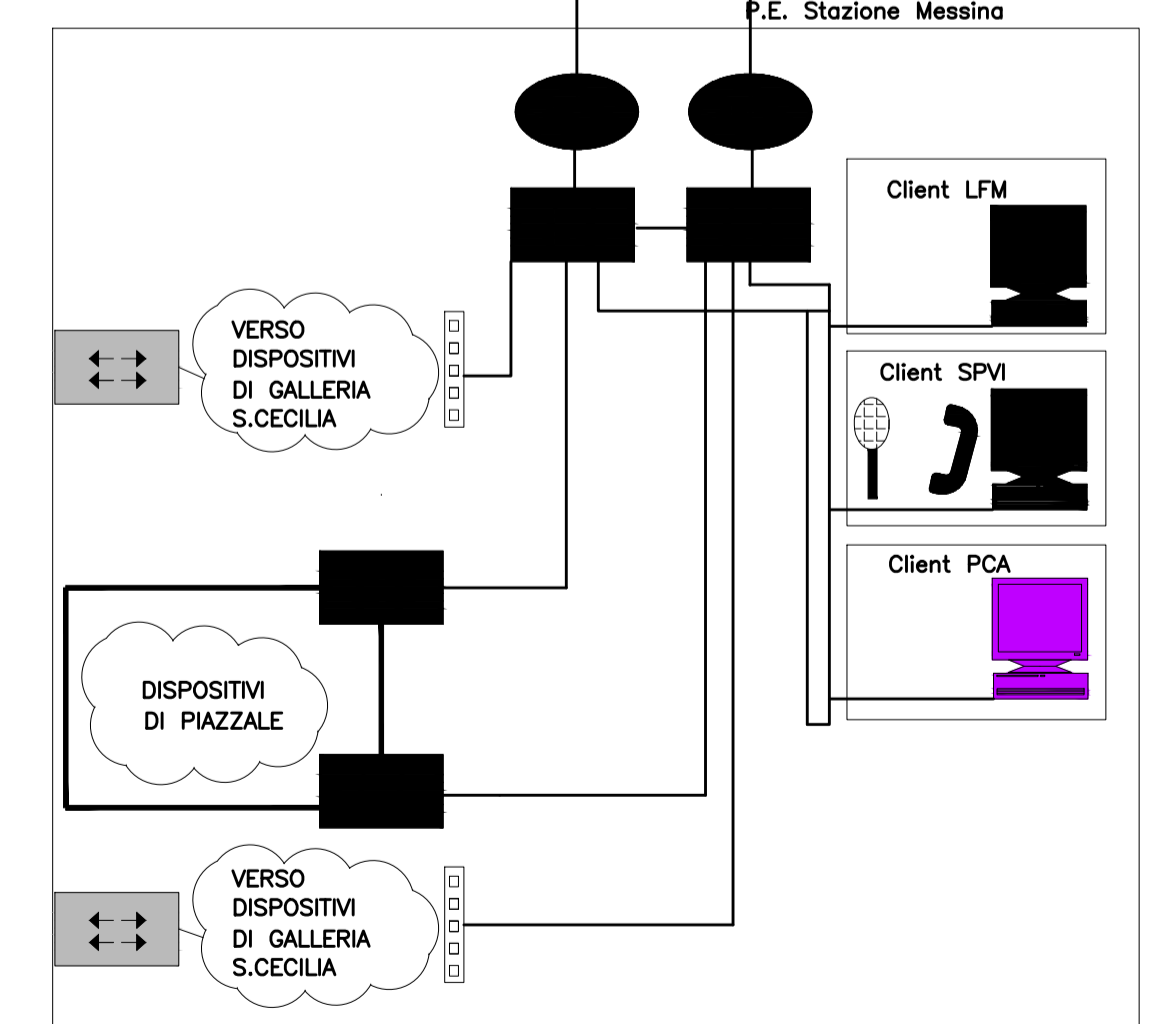 P.E. Stazione Messina
Client LFM
VERSO
DISPOSITIVI
DI GALLERIA
S.CECILIA
Client SPVI
Client PCA
DISPOSITIVI
DI PIAZZALE
VERSO
DISPOSITIVI
DI GALLERIA
S.CECILIA